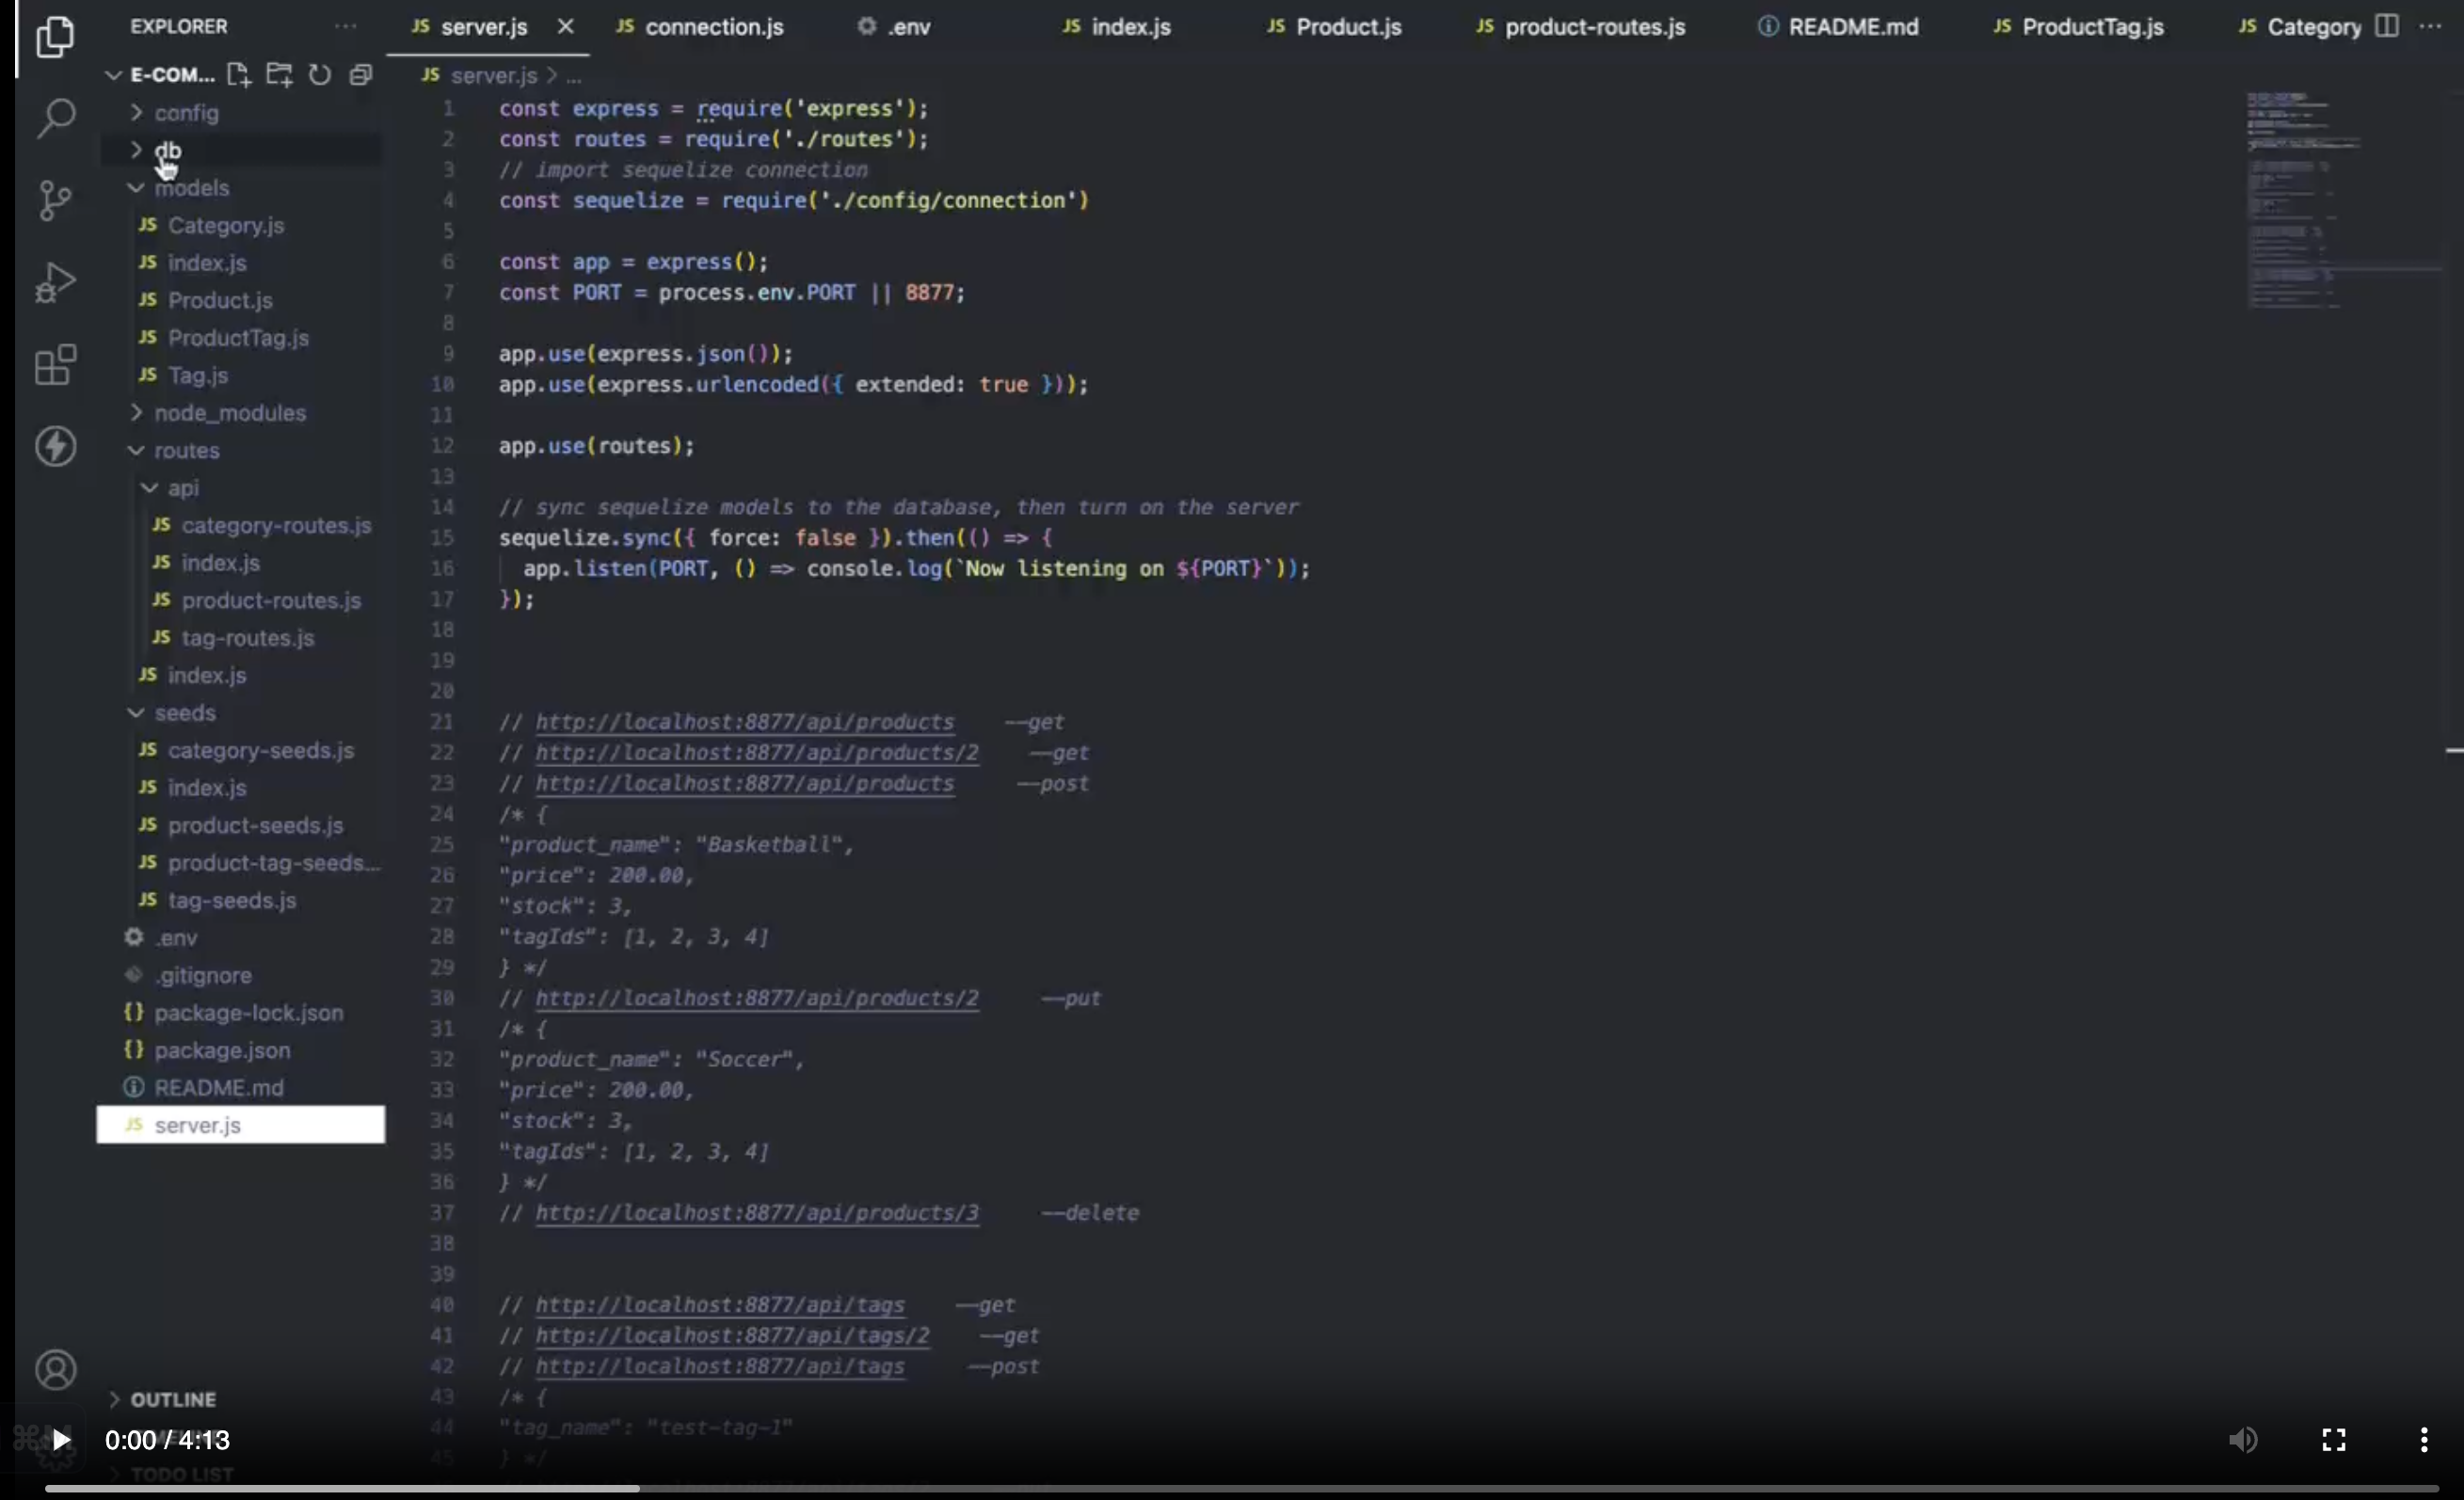 EXPLORER
server.js
connection.js
.env
index.js
Product.js
product-routes.js
README.md
ProductTag.js
Category
E-COM...
config
db
models
JS Category.js
JS index.js
JS Product.js
JS ProductTag.js
JS Tag.js
node_modules
routes
api
JS category-routes.js
JS index.js
JS product-routes.js
JS tag-routes.js
JS index.js
seeds
JS category-seeds.js
JS index.js
JS product-seeds.js
JS product-tag-seeds...
JS tag-seeds.js
.env
.gitignore
{} package-lock.json
{} package.json
README.md
JS server.js
OUTLINE
TODO LIST
JS server.js > ...
1 const express = require('express');
2 const routes = require('./routes');
3 // import sequelize connection
4 const sequelize = require('./config/connection')
5
6 const app = express();
7 const PORT = process.env.PORT || 8877;
8
9 app.use(express.json());
10 app.use(express.urlencoded({ extended: true }));
11
12 app.use(routes);
13
14 // sync sequelize models to the database, then turn on the server
15 sequelize.sync({ force: false }).then(() => {
16 app.listen(PORT, () => console.log(`Now listening on ${PORT}`));
17 });
18
19
20
21 // http://localhost:8877/api/products --get
22 // http://localhost:8877/api/products/2 --get
23 // http://localhost:8877/api/products --post
24 /* {
25 "product_name": "Basketball",
26 "price": 200.00,
27 "stock": 3,
28 "tagIds": [1, 2, 3, 4]
29 } */
30 // http://localhost:8877/api/products/2 --put
31 /* {
32 "product_name": "Soccer",
33 "price": 200.00,
34 "stock": 3,
35 "tagIds": [1, 2, 3, 4]
36 } */
37 // http://localhost:8877/api/products/3 --delete
38
39
40 // http://localhost:8877/api/tags --get
41 // http://localhost:8877/api/tags/2 --get
42 // http://localhost:8877/api/tags --post
43 /* {
44 "tag_name": "test-tag-1"
45 } */
0:00 / 4:13